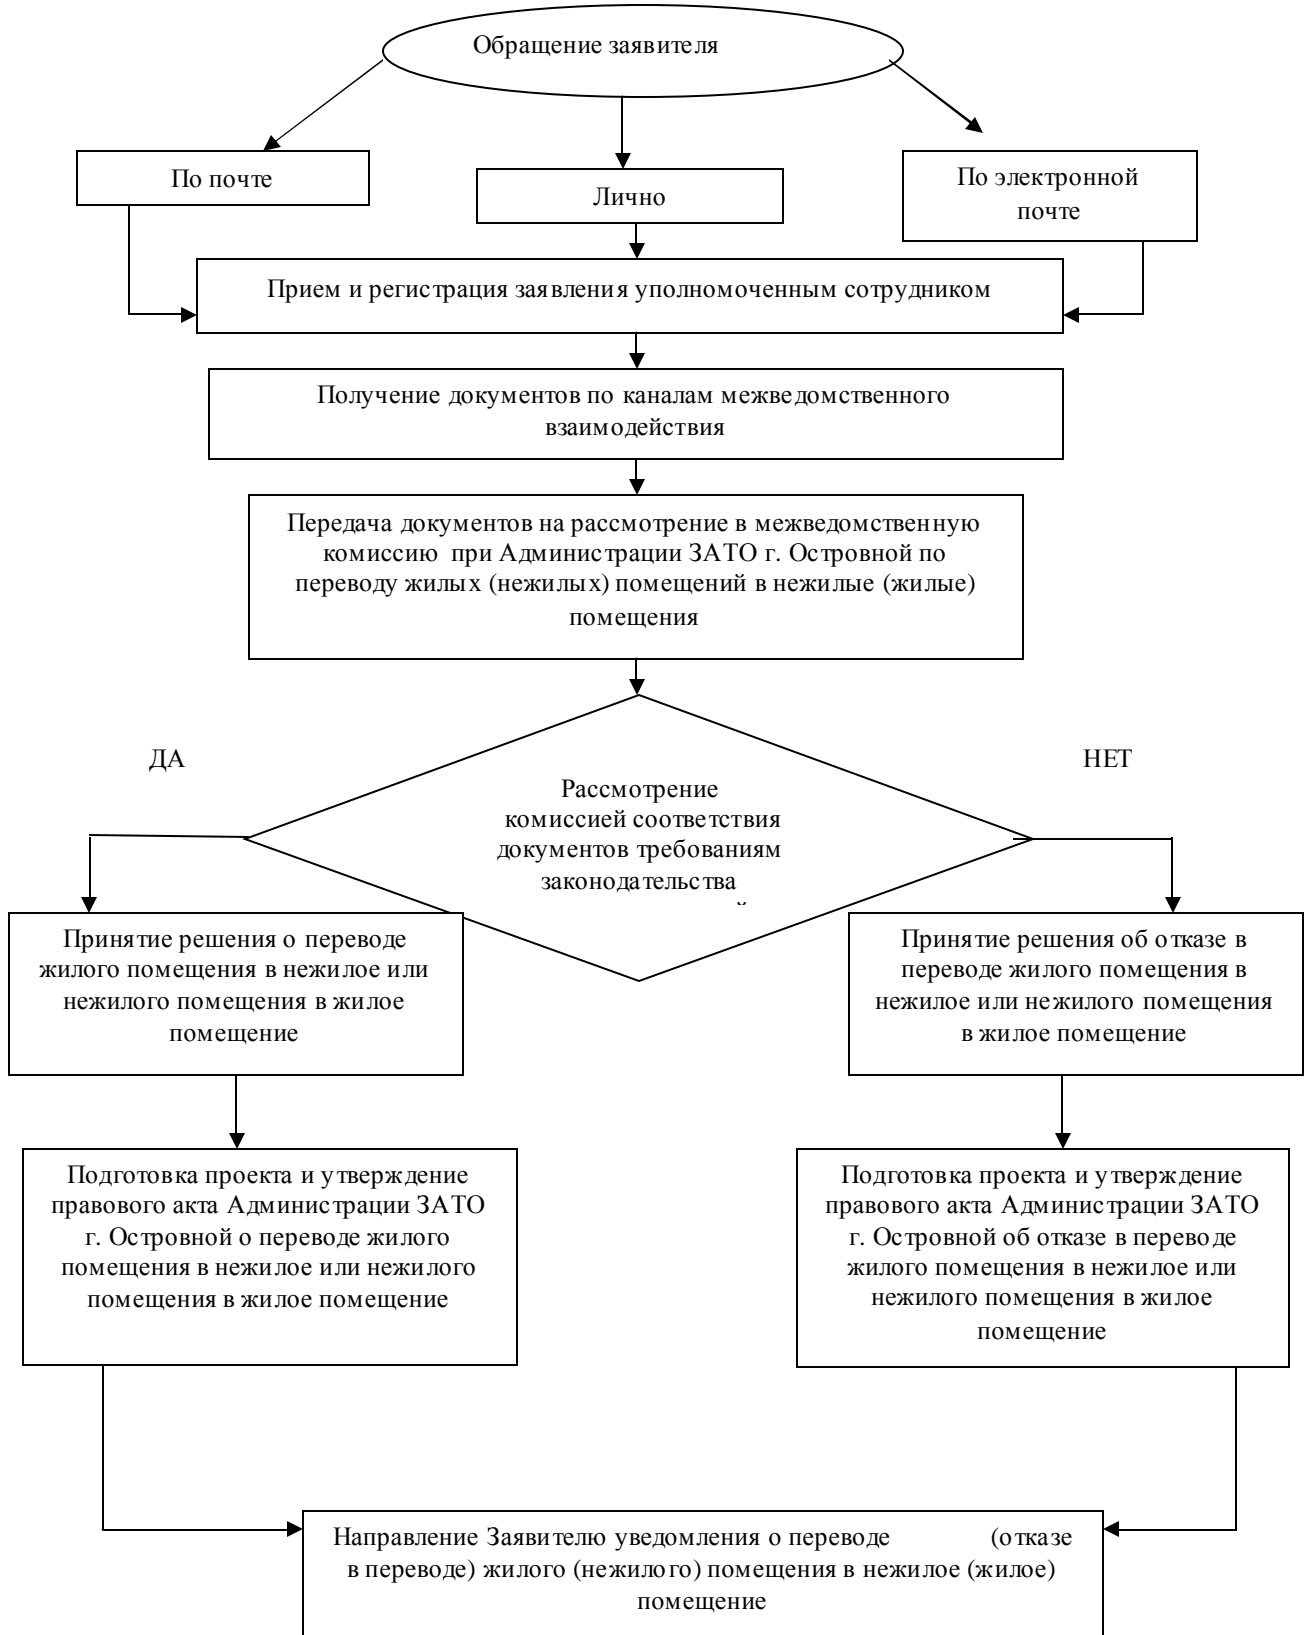 Обращение заявителя
По почте
Лично
По электронной
почте
Прием и регистрация заявления уполномоченным сотрудником
Получение документов по каналам межведомственного
взаимодействия
Передача документов на рассмотрение в межведомственную
комиссию при Администрации ЗАТО г. Островной по
переводу жилых (нежилых) помещений в нежилые (жилые)
помещения
ДА
НЕТ
Рассмотрение
комиссией соответствия
документов требованиям
законодательства
Принятие решения о переводе
жилого помещения в нежилое или
нежилого помещения в жилое
помещение
Принятие решения об отказе в
переводе жилого помещения в
нежилое или нежилого помещения
в жилое помещение
Подготовка проекта и утверждение
правового акта Администрации ЗАТО
г. Островной о переводе жилого
помещения в нежилое или нежилого
помещения в жилое помещение
Подготовка проекта и утверждение
правового акта Администрации ЗАТО
г. Островной об отказе в переводе
жилого помещения в нежилое или
нежилого помещения в жилое
помещение
Направление Заявителю уведомления о переводе (отказе
в переводе) жилого (нежилого) помещения в нежилое (жилое)
помещение